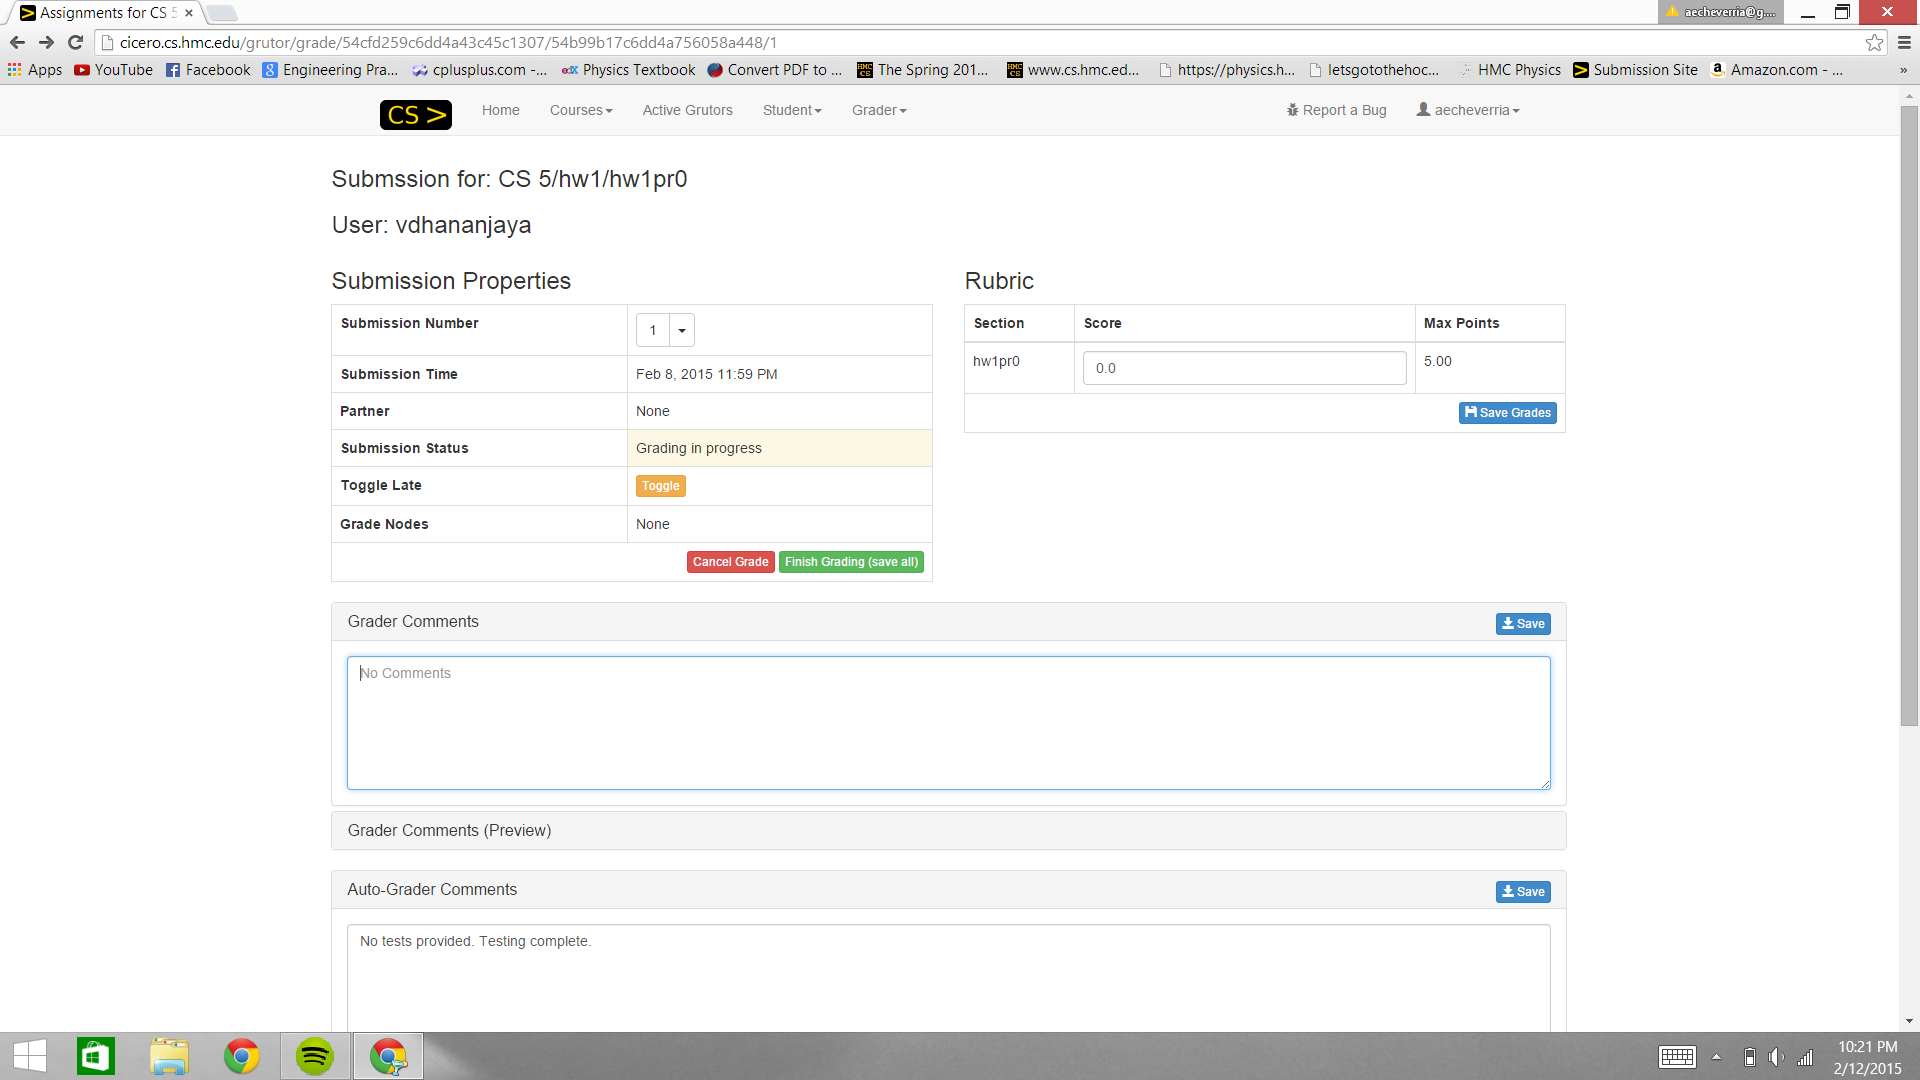 Assignments for CS 5
aecheverria@g....
cicero.cs.hmc.edu/grutor/grade/54cfd259c6dd4a43c45c1307/54b99b17c6dd4a756058a448/1
Apps YouTube Facebook Engineering Pra... cplusplus.com -... Physics Textbook Convert PDF to ... The Spring 201... www.cs.hmc.ed... https://physics.h... letsgotothehoc... HMC Physics Submission Site Amazon.com - ... »
CS > Home Courses Active Grutors Student Grader Report a Bug aecheverria
Submssion for: CS 5/hw1/hw1pr0
User: vdhananjaya
Submission Properties
Submission Number 1
Submission Time Feb 8, 2015 11:59 PM
Partner None
Submission Status Grading in progress
Toggle Late Toggle
Grade Nodes None
Cancel Grade Finish Grading (save all)
Rubric
Section Score Max Points
hw1pr0 0.0 5.00
Save Grades
Grader Comments Save
No Comments
Grader Comments (Preview)
Auto-Grader Comments Save
No tests provided. Testing complete.
10:21 PM
2/12/2015